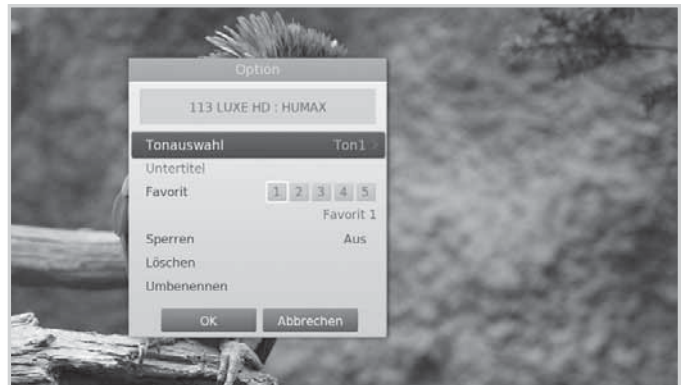 Option
113 LUXE HD : HUMAX
Tonauswahl Ton1 >
Untertitel
Favorit 1 2 3 4 5
Favorit 1
Sperren Aus
Löschen
Umbenennen
OK Abbrechen